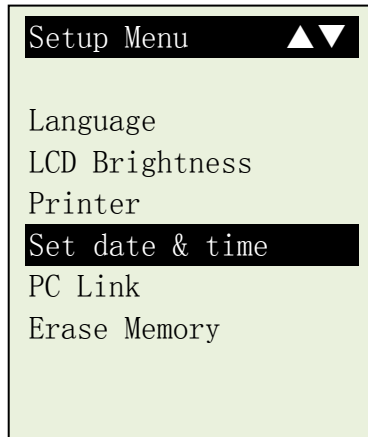 Setup Menu ▲▼
Language
LCD Brightness
Printer
Set date & time
PC Link
Erase Memory